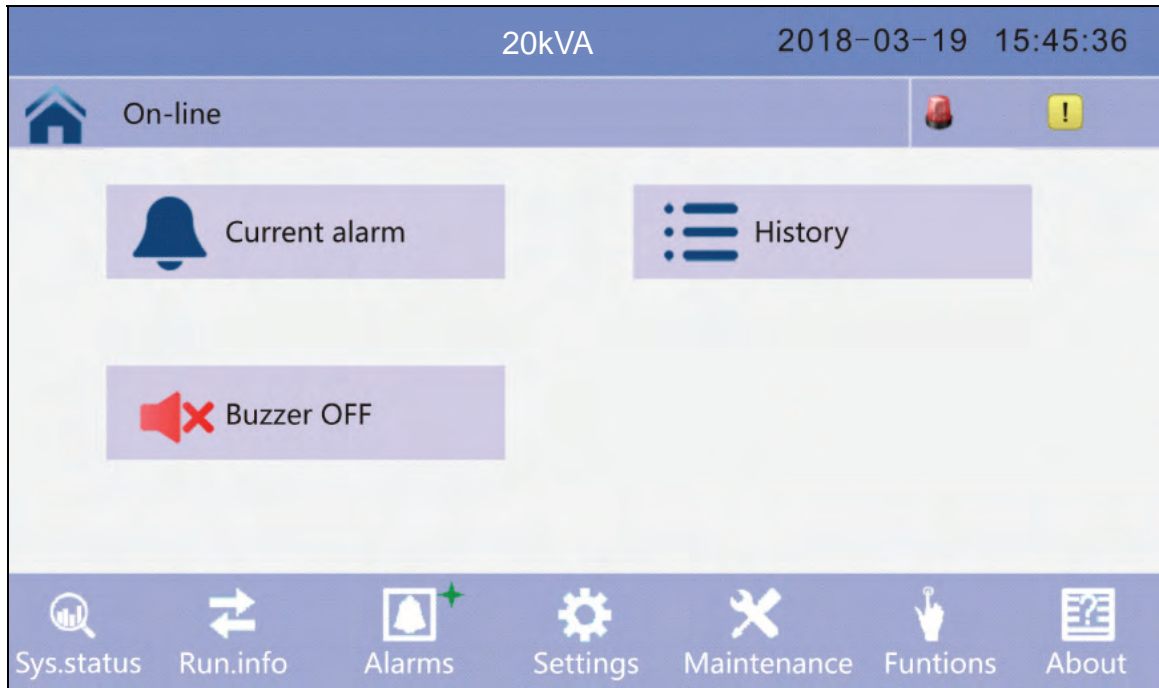 20kVA 2018-03-19 15:45:36
On-line !
Current alarm History
Buzzer OFF
Sys.status Run.info Alarms Settings Maintenance Funtions About